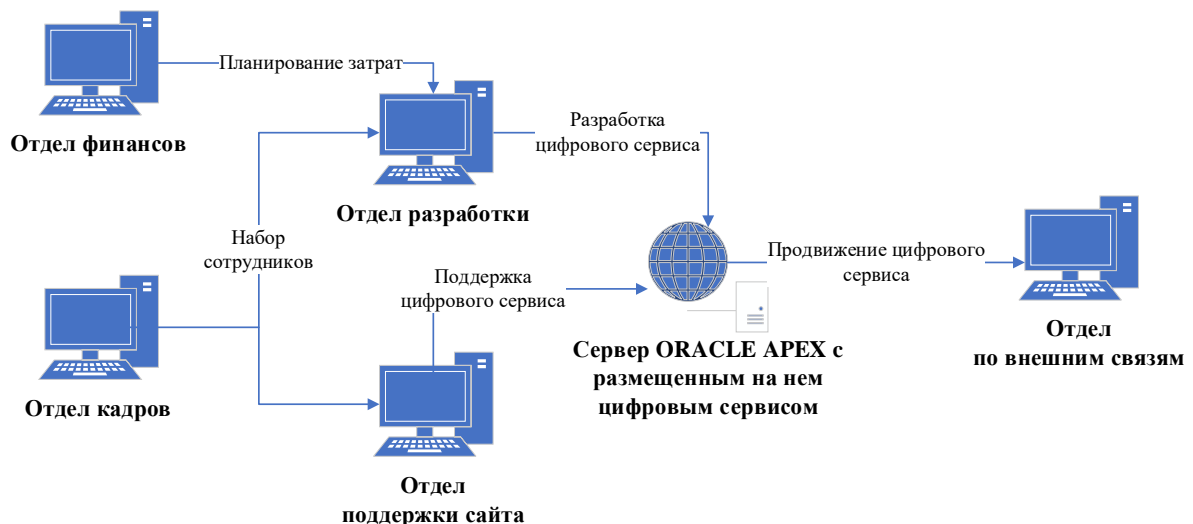 Планирование затрат
Отдел финансов
Разработка
цифрового сервиса
Отдел разработки
Набор
сотрудников
Поддержка
цифрового сервиса
Продвижение цифрового
сервиса
Отдел кадров
Сервер ORACLE APEX с
размещенным на нем
цифровым сервисом
Отдел
по внешним связям
Отдел
поддержки сайта